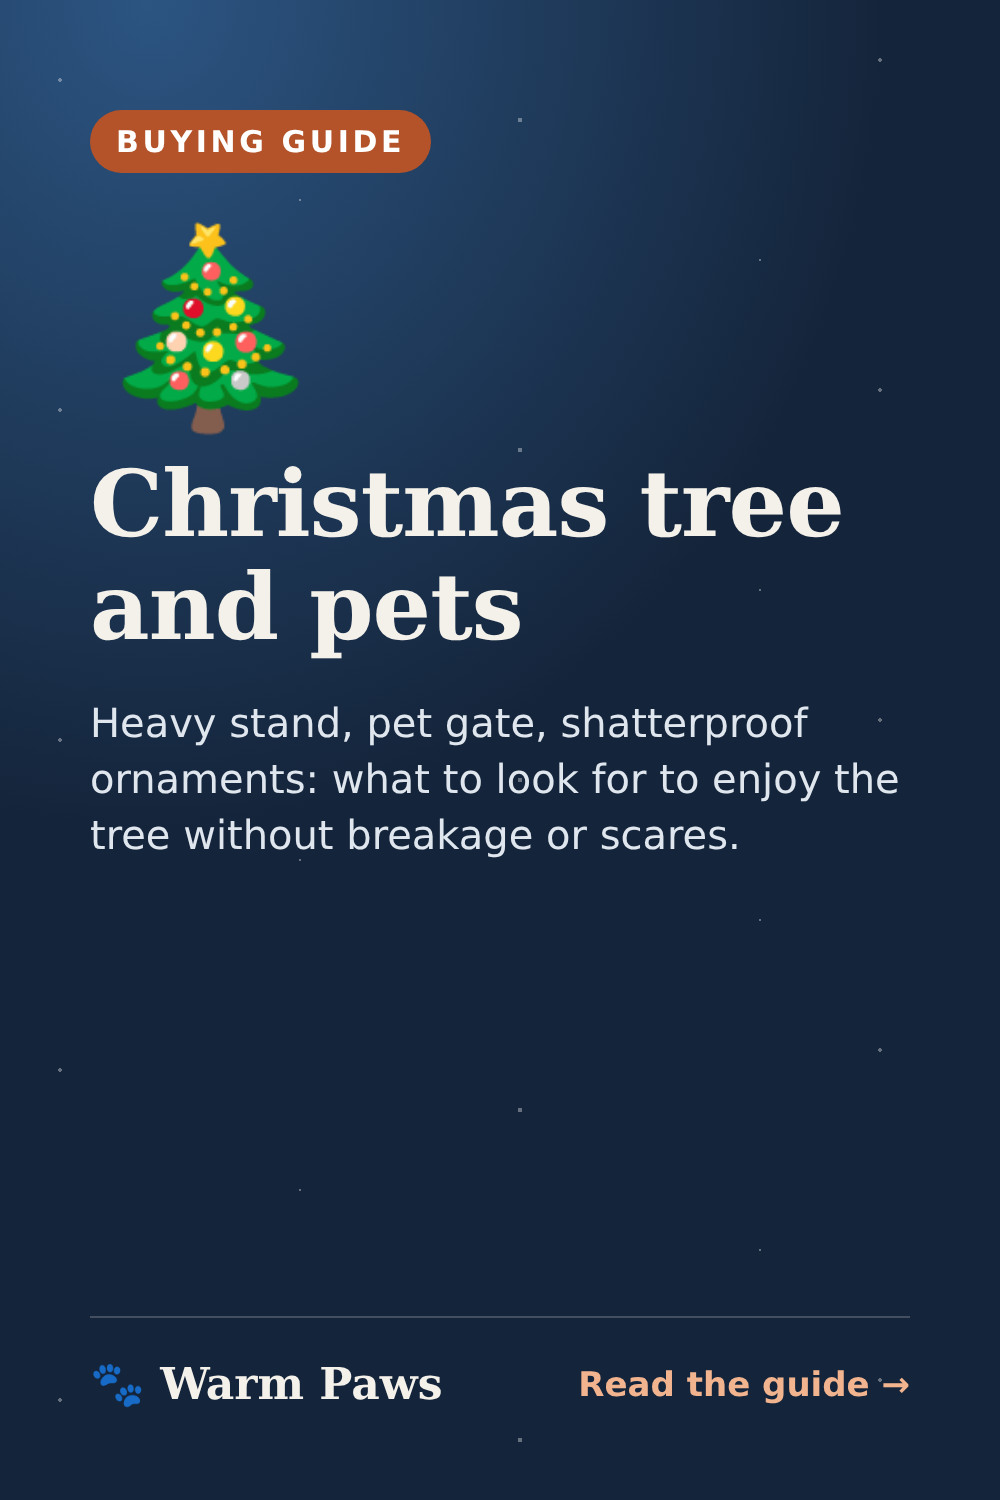 BUYING GUIDE
Christmas tree
and pets
Heavy stand, pet gate, shatterproof
ornaments: what to look for to enjoy the
tree without breakage or scares.
Warm Paws
Read the guide →